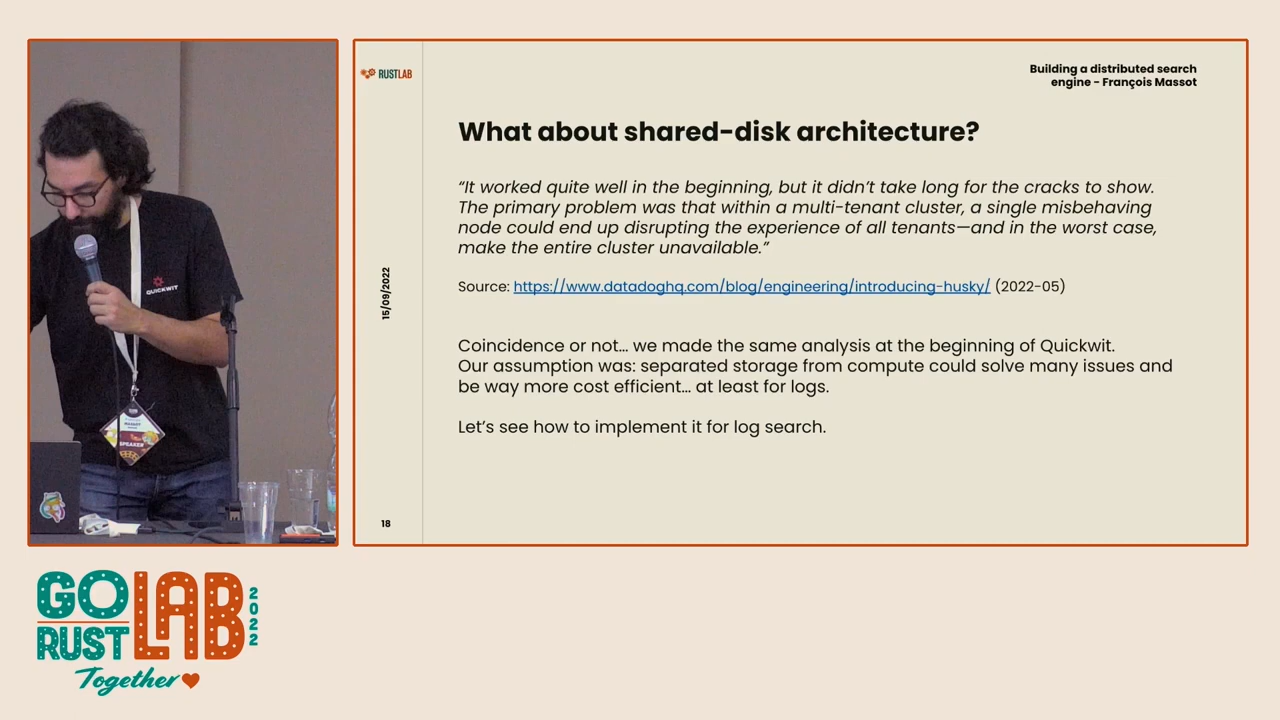 RUSTLAB
Building a distributed search
engine - François Massot
What about shared-disk architecture?
“It worked quite well in the beginning, but it didn’t take long for the cracks to show.
The primary problem was that within a multi-tenant cluster, a single misbehaving
node could end up disrupting the experience of all tenants—and in the worst case,
make the entire cluster unavailable.”
Source: https://www.datadoghq.com/blog/engineering/introducing-husky/ (2022-05)
Coincidence or not… we made the same analysis at the beginning of Quickwit.
Our assumption was: separated storage from compute could solve many issues and
be way more cost efficient… at least for logs.
Let’s see how to implement it for log search.
15/09/2022
18
QUICKWIT
SPEAKER
GO LAB
RUST
2022
Together